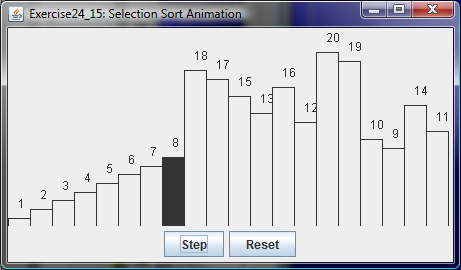 Exercise24_15: Selection Sort Animation
1 2 3 4 5 6 7 8 18 17 15 13 16 12 20 19 10 9 14 11
Step Reset